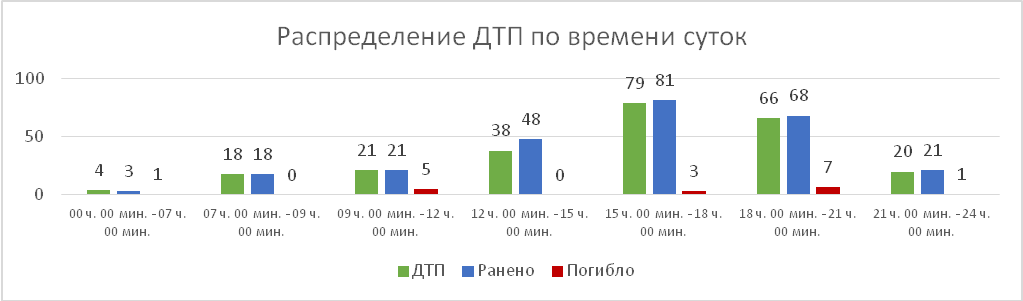 Распределение ДТП по времени суток
100
50
0
4 3 1
18 18 0
21 21 5
38 48 0
79 81 3
66 68 7
20 21 1
00 ч. 00 мин. -07 ч.
00 мин.
07 ч. 00 мин. -09 ч.
00 мин.
09 ч. 00 мин. -12 ч.
00 мин.
12 ч. 00 мин. -15 ч.
00 мин.
15 ч. 00 мин. -18 ч.
00 мин.
18 ч. 00 мин. -21 ч.
00 мин.
21 ч. 00 мин. -24 ч.
00 мин.
ДТП Ранено Погибло